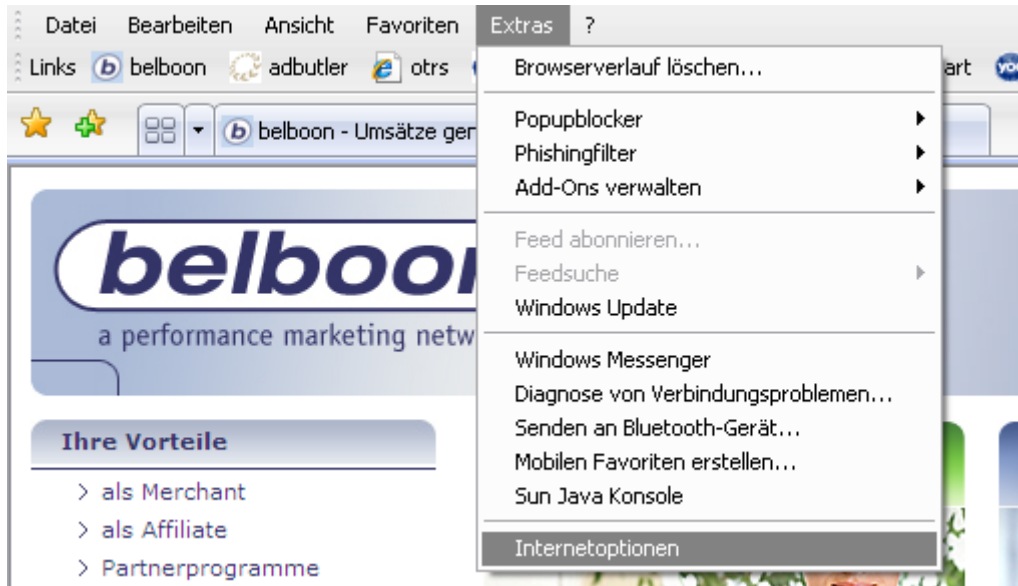 Datei Bearbeiten Ansicht Favoriten Extras ?
Links belboon adbutler otrs art
belboon - Umsätze ger
Browserverlauf löschen...
Popupblocker
Phishingfilter
Add-Ons verwalten
Feed abonnieren...
Feedsuche
Windows Update
Windows Messenger
Diagnose von Verbindungsproblemen...
Senden an Bluetooth-Gerät...
Mobilen Favoriten erstellen...
Sun Java Konsole
Internetoptionen
belboo
a performance marketing netw
Ihre Vorteile
> als Merchant
> als Affiliate
> Partnerprogramme